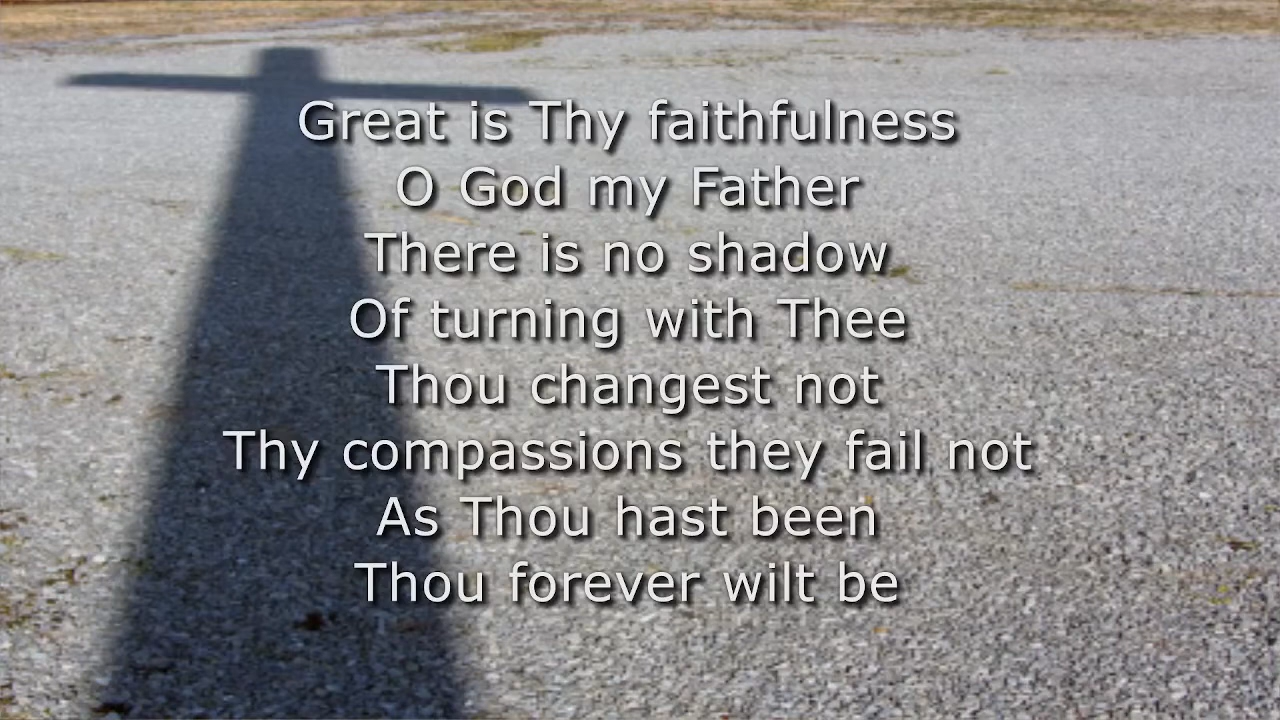 Great is Thy faithfulness
O God my Father
There is no shadow
Of turning with Thee
Thou changest not
Thy compassions they fail not
As Thou hast been
Thou forever wilt be